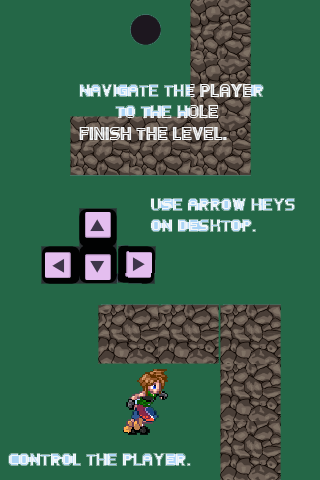 NAVIGATE THE PLAYER
TO THE HOLE
FINISH THE LEVEL.
USE ARROW KEYS
ON DESKTOP.
CONTROL THE PLAYER.